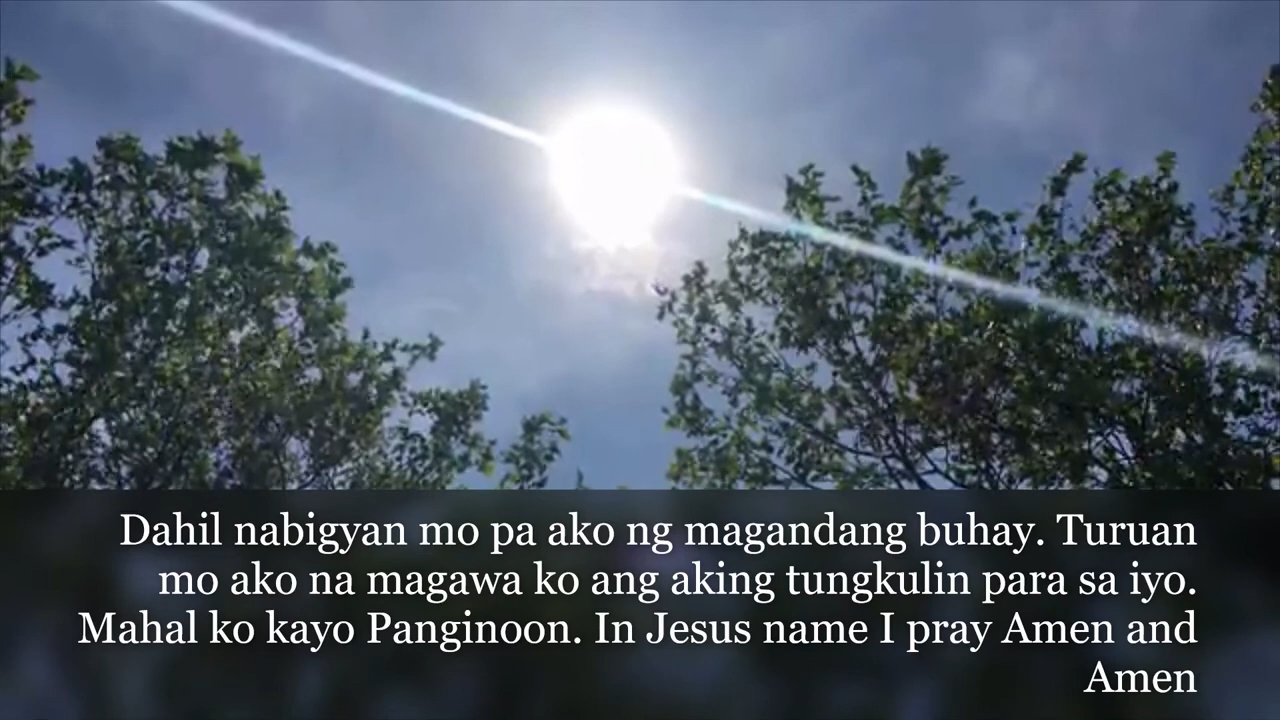 Dahil nabigyan mo pa ako ng magandang buhay. Turuan
mo ako na magawa ko ang aking tungkulin para sa iyo.
Mahal ko kayo Panginoon. In Jesus name I pray Amen and
Amen